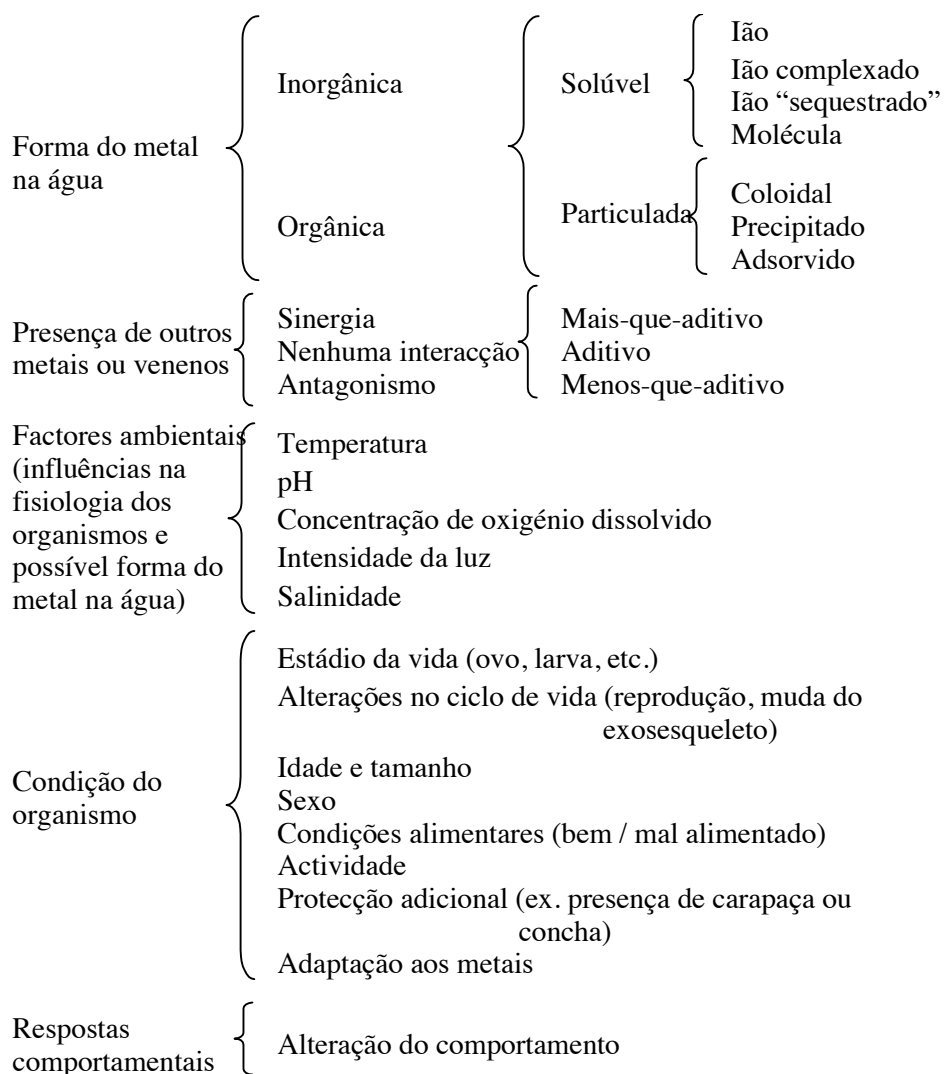 Forma do metal
na água
Inorgânica
Orgânica
Solúvel
Particulada
Ião
Ião complexado
Ião “sequestrado”
Molécula
Coloidal
Precipitado
Adsorvido
Presença de outros
metais ou venenos
Sinergia
Nenhuma interacção
Antagonismo
Mais-que-aditivo
Aditivo
Menos-que-aditivo
Factores ambientais
(influências na
fisiologia dos
organismos e
possível forma do
metal na água)
Temperatura
pH
Concentração de oxigénio dissolvido
Intensidade da luz
Salinidade
Condição do
organismo
Estádio da vida (ovo, larva, etc.)
Alterações no ciclo de vida (reprodução, muda do
exosesqueleto)
Idade e tamanho
Sexo
Condições alimentares (bem / mal alimentado)
Actividade
Protecção adicional (ex. presença de carapaça ou
concha)
Adaptação aos metais
Respostas
comportamentais
Alteração do comportamento